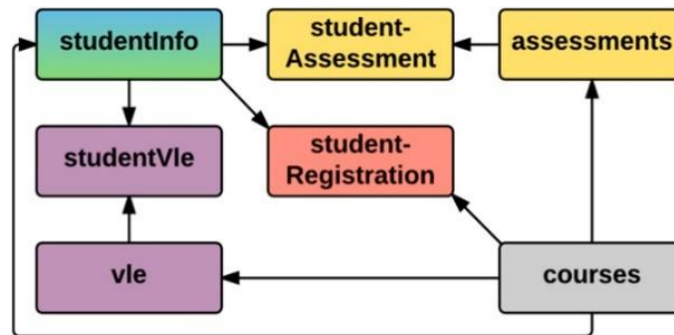 studentInfo
student-
Assessment
assessments
studentVle
student-
Registration
vle
courses